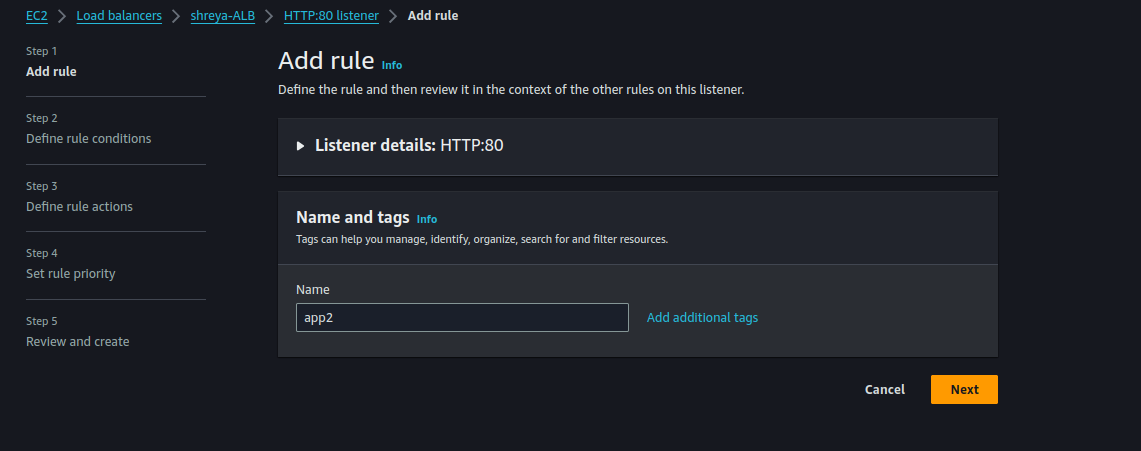 EC2 > Load balancers > shreya-ALB > HTTP:80 listener > Add rule
Step 1
Add rule
Step 2
Define rule conditions
Step 3
Define rule actions
Step 4
Set rule priority
Step 5
Review and create
Add rule Info
Define the rule and then review it in the context of the other rules on this listener.
Listener details: HTTP:80
Name and tags Info
Tags can help you manage, identify, organize, search for and filter resources.
Name
app2
Add additional tags
Cancel
Next